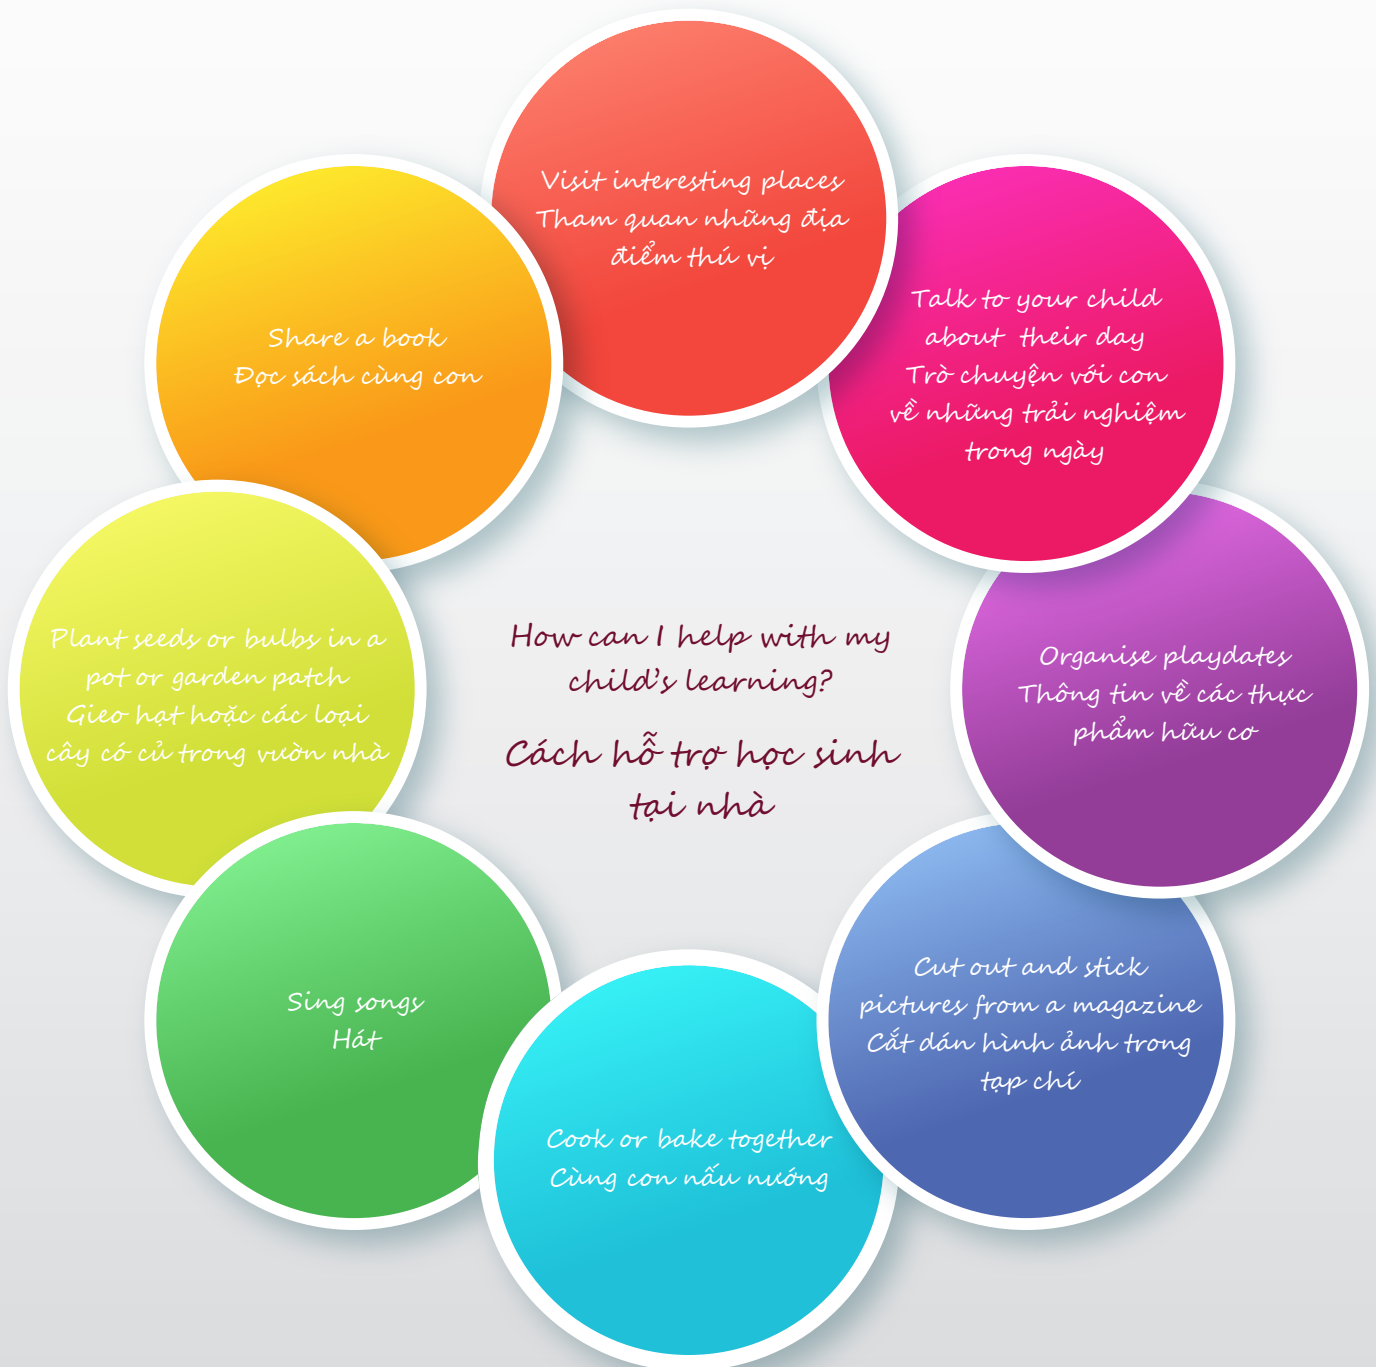 Visit interesting places
Tham quan những địa
điểm thú vị
Talk to your child
about their day
Trò chuyện với con
về những trải nghiệm
trong ngày
Organise playdates
Thông tin về các thực
phẩm hữu cơ
Cut out and stick
pictures from a magazine
Cắt dán hình ảnh trong
tạp chí
Cook or bake together
Cùng con nấu nướng
Sing songs
Hát
Plant seeds or bulbs in a
pot or garden patch
Gieo hạt hoặc các loại
cây có củ trong vườn nhà
Share a book
Đọc sách cùng con
How can I help with my
child's learning?
Cách hỗ trợ học sinh
tại nhà